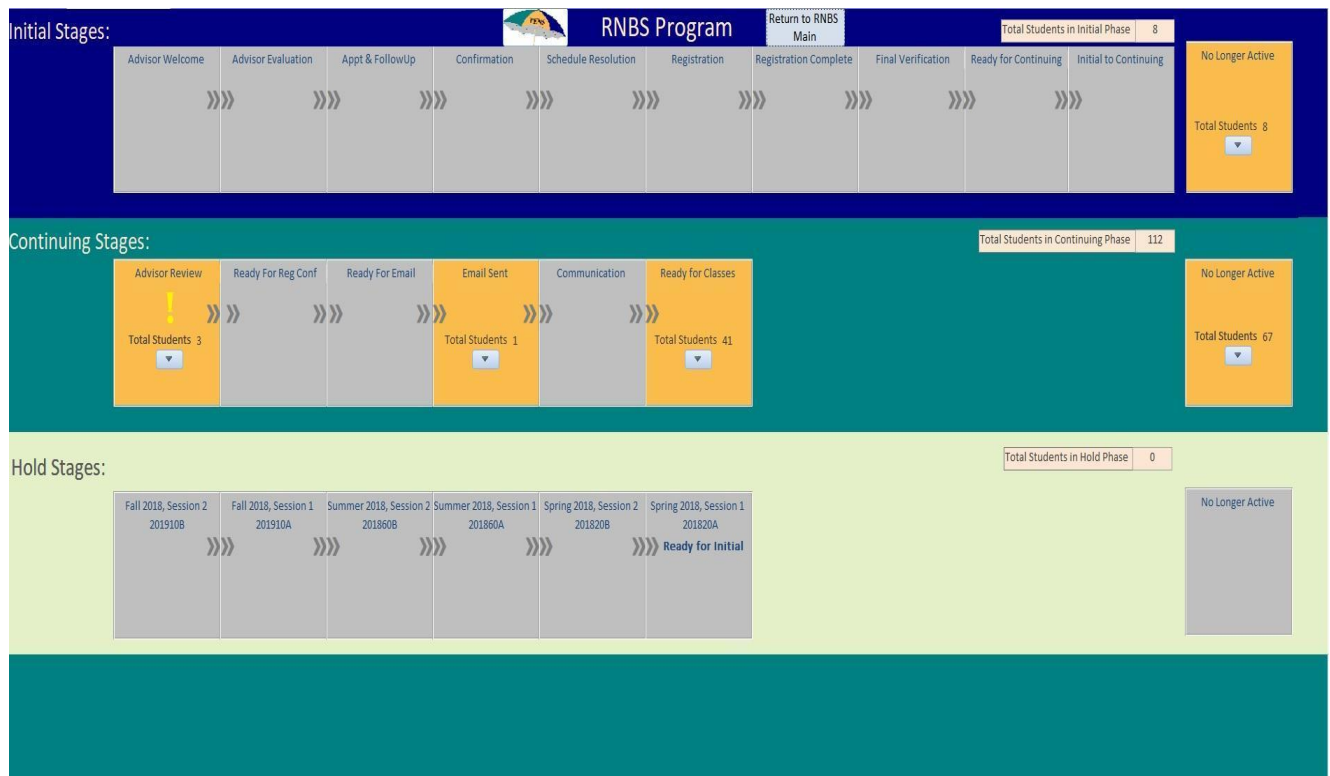 Initial Stages:
RNBS Program
Return to RNBS
Main
Total Students in Initial Phase 8
Advisor Welcome
Advisor Evaluation
Appt & FollowUp
Confirmation
Schedule Resolution
Registration
Registration Complete
Final Verification
Ready for Continuing
Initial to Continuing
No Longer Active
Total Students 8
Continuing Stages:
Total Students in Continuing Phase 112
Advisor Review
!
Total Students 3
Ready For Reg Conf
Ready For Email
Email Sent
Total Students 1
Communication
Ready for Classes
Total Students 41
No Longer Active
Total Students 67
Hold Stages:
Total Students in Hold Phase 0
Fall 2018, Session 2
201910B
Fall 2018, Session 1
201910A
Summer 2018, Session 2
201860B
Summer 2018, Session 1
201860A
Spring 2018, Session 2
201820B
Spring 2018, Session 1
201820A
Ready for Initial
No Longer Active